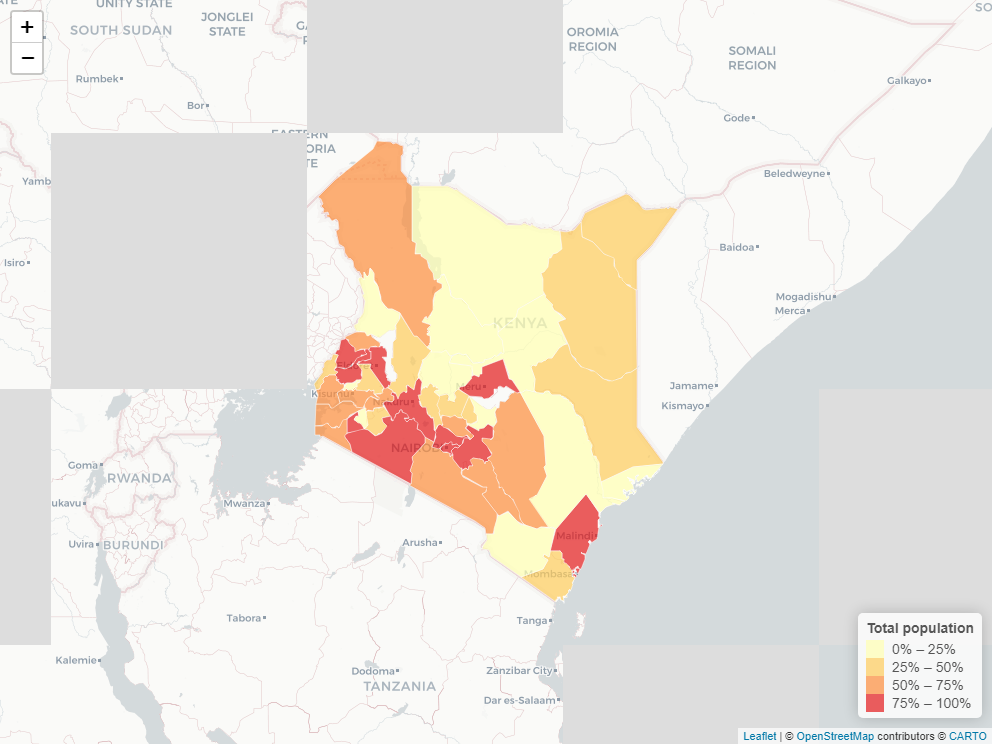 +
−
UNITY STATE
SOUTH SUDAN
JONGLEI
STATE
Rumbek
Bor
OROMIA
REGION
SOMALI
REGION
SO
Galkayo
Gode
EASTERN
ORIA
TE
Yamb
Beledweyne
Isiro
Baidoa
Mogadishu
Merca
KENYA
Jamame
Kismayo
Meru
Kisumu
Nakuru
NAIROBI
Goma
RWANDA
ukavu
Mwanza
Uvira
BURUNDI
Arusha
Malindi
Mombasa
Tabora
Tanga
Kalemie
Dodoma
Zanzibar City
TANZANIA
Dar es-Salaam
Total population
0% – 25%
25% – 50%
50% – 75%
75% – 100%
Leaflet | © OpenStreetMap contributors © CARTO